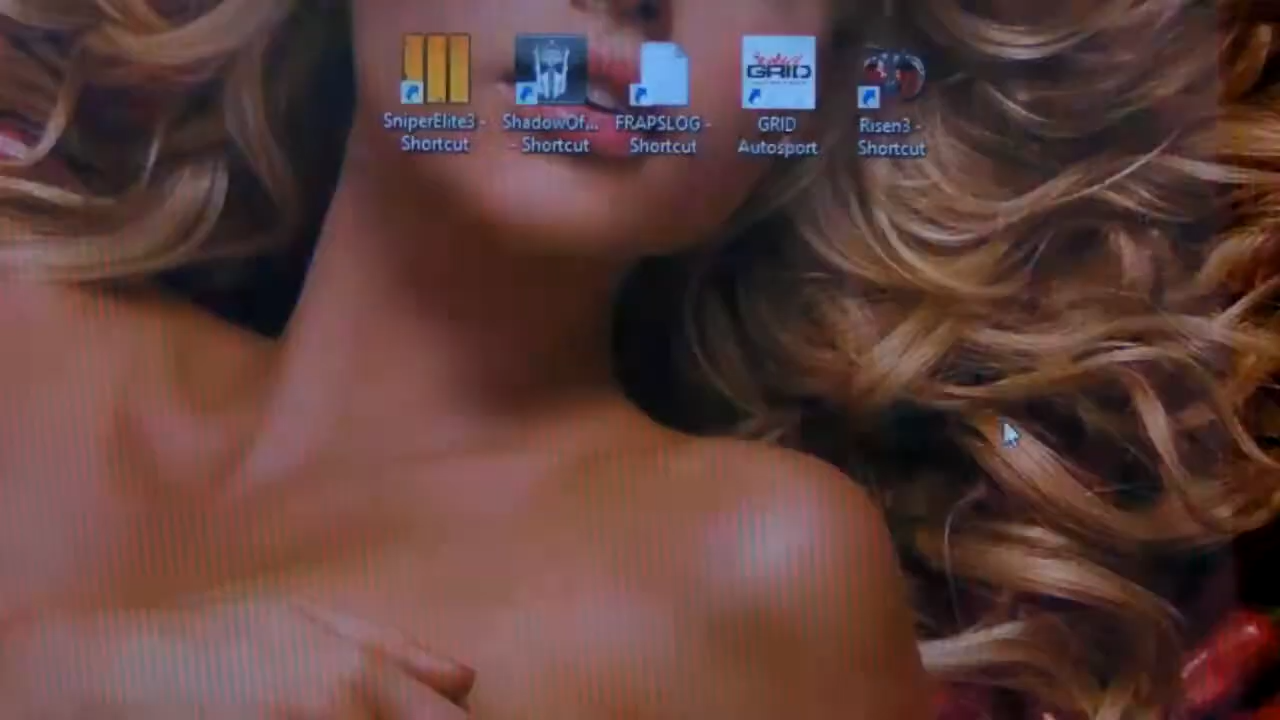 GRID
SniperElite3 - Shortcut
ShadowOf... - Shortcut
FRAPSLOG - Shortcut
GRID Autosport
Risen3 - Shortcut